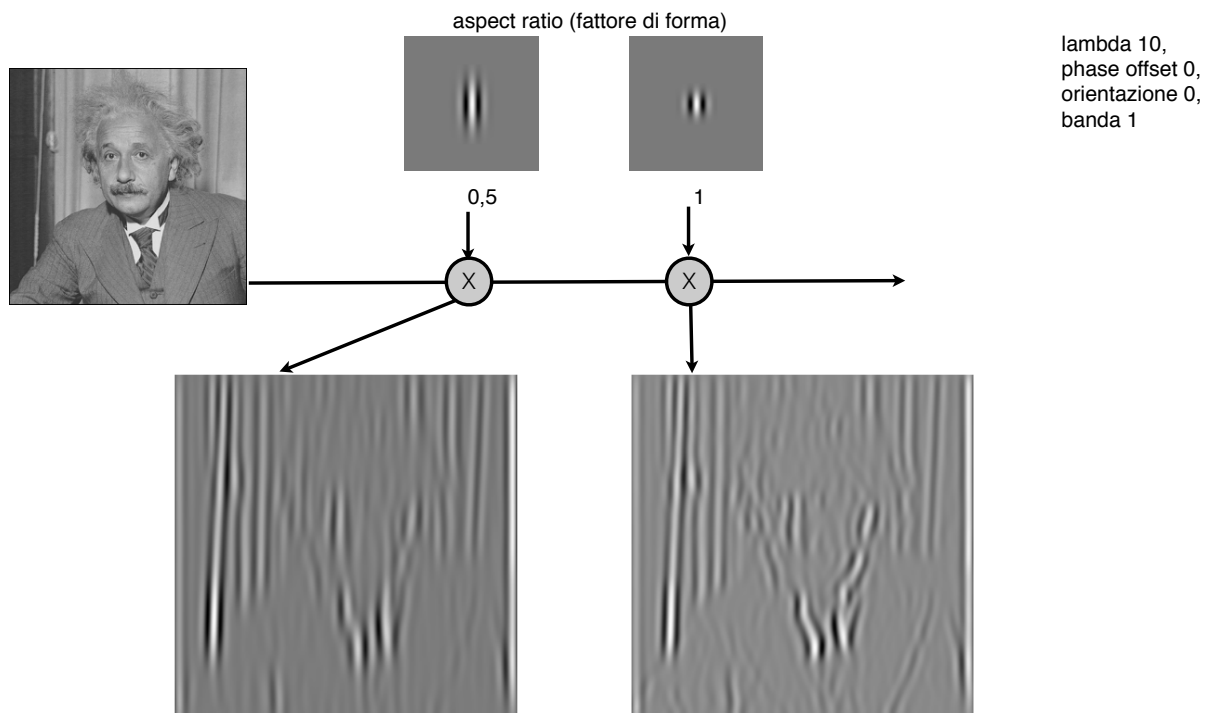 aspect ratio (fattore di forma)
lambda 10,
phase offset 0,
orientazione 0,
banda 1
0,5
1
X
X